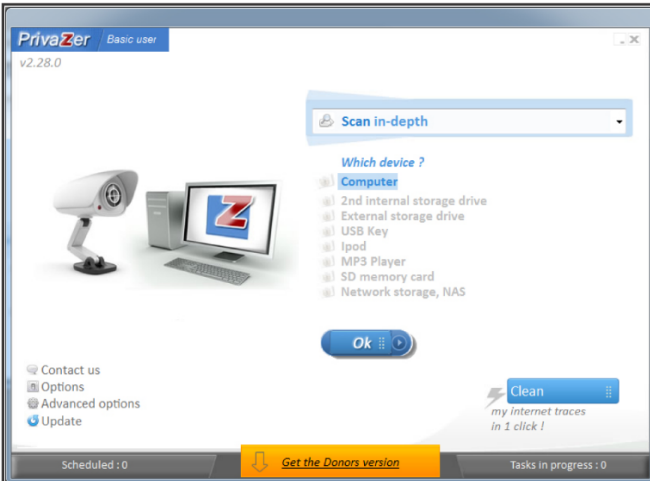 PrivaZer Basic user
v2.28.0
Scan in-depth
Which device ?
Computer
2nd internal storage drive
External storage drive
USB Key
Ipod
MP3 Player
SD memory card
Network storage, NAS
Ok
Contact us
Options
Advanced options
Update
Clean
my internet traces
in 1 click !
Scheduled : 0
Get the Donors version
Tasks in progress : 0